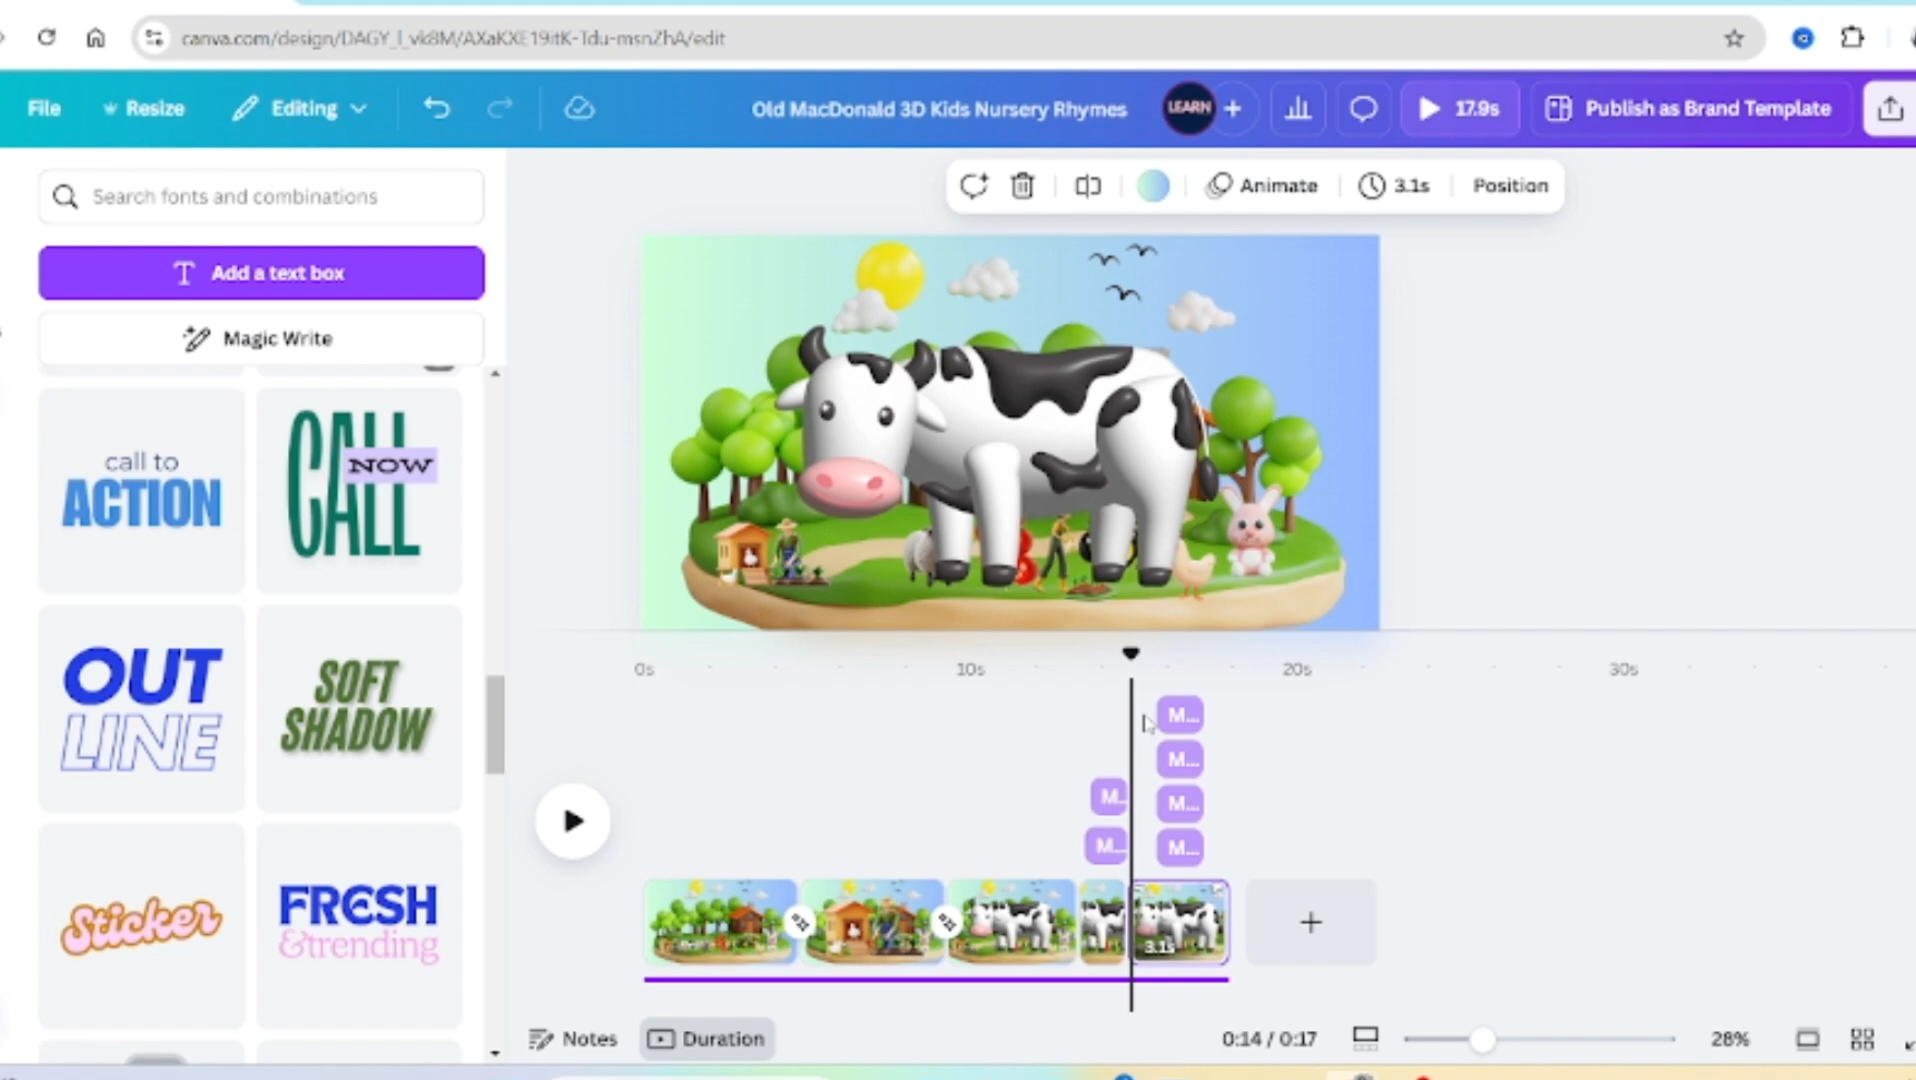 canva.com/design/DAGY_l_vk8M/AXaKXE19itK-Tdu-msnZhA/edit
File
Resize
Editing
Old MacDonald 3D Kids Nursery Rhymes
LEARN
+
17.9s
Publish as Brand Template
Search fonts and combinations
Animate
3.1s
Position
T Add a text box
Magic Write
call to
ACTION
CALL
NOW
OUT
LINE
SOFT
SHADOW
Sticker
FRESH
&trending
0s
10s
20s
30s
M...
M...
M..
M...
M..
M...
3.1s
+
Notes
Duration
0:14 / 0:17
28%